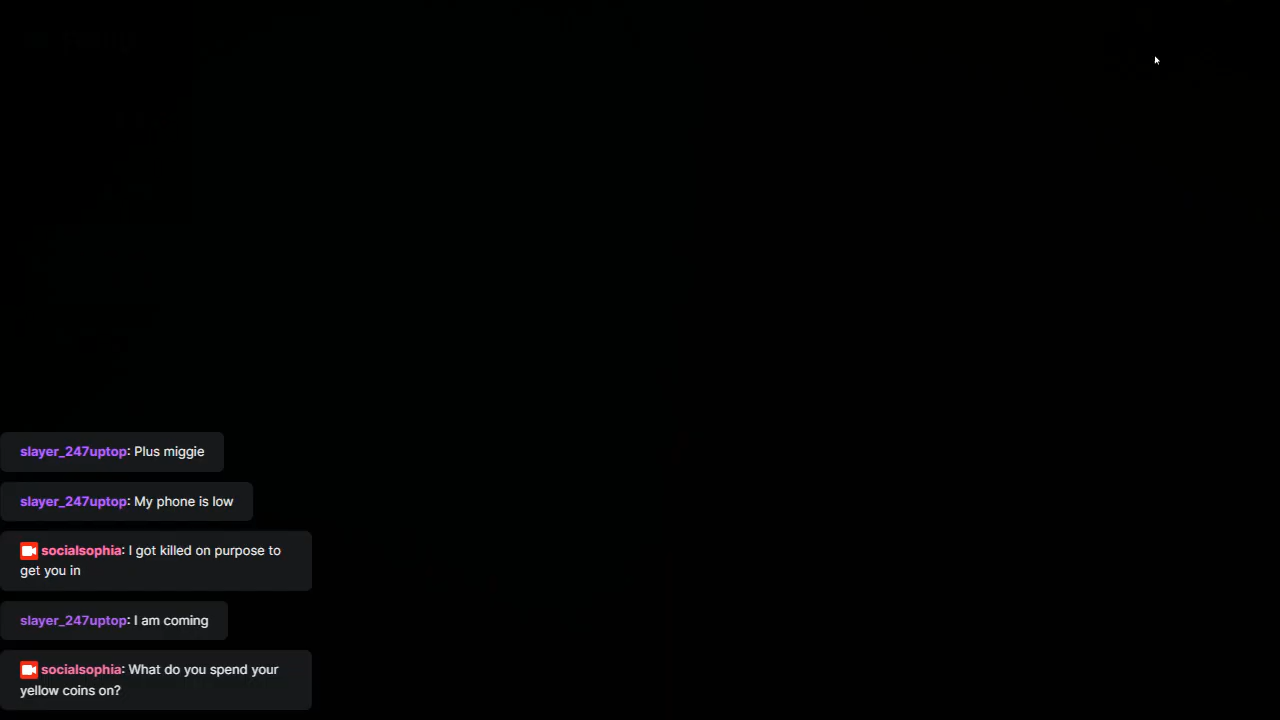 slayer_247uptop: Plus miggie
slayer_247uptop: My phone is low
socialsophia: I got killed on purpose to
get you in
slayer_247uptop: I am coming
socialsophia: What do you spend your
yellow coins on?